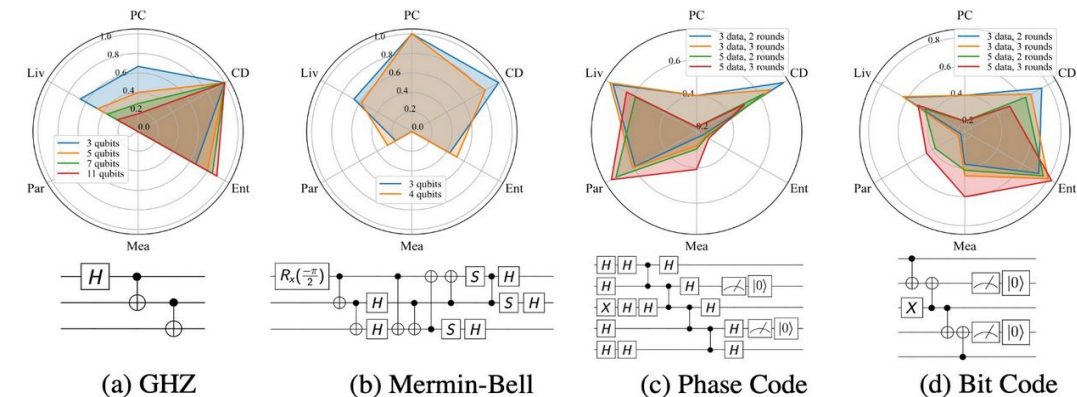 PC
1.0
0.8
0.6
0.4
0.2
0.0
Liv
CD
Par
Ent
Mea
3 qubits
5 qubits
7 qubits
11 qubits
H
(a) GHZ
PC
1.0
0.8
0.6
0.4
0.2
0.0
Liv
CD
Par
Ent
Mea
3 qubits
4 qubits
Rx(-π/2)
S H
H S H
H S H
(b) Mermin-Bell
PC
3 data, 2 rounds
3 data, 3 rounds
5 data, 2 rounds
5 data, 3 rounds
0.6
0.4
0.2
Liv
CD
Par
Ent
Mea
H H H
H H |0⟩
X H H H H
H H |0⟩
H H H
(c) Phase Code
PC
3 data, 2 rounds
3 data, 3 rounds
5 data, 2 rounds
5 data, 3 rounds
0.8
0.6
0.4
0.2
Liv
CD
Par
Ent
Mea
|0⟩
X
|0⟩
(d) Bit Code